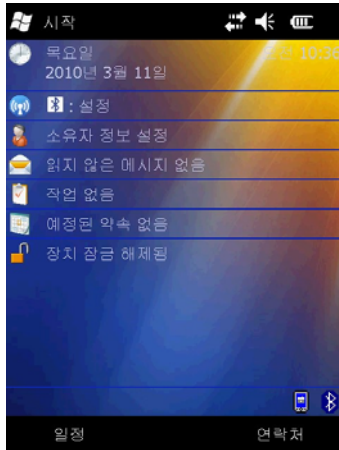 시작
목요일 10:36
2010년 3월 11일
: 설정
소유자 정보 설정
읽지 않은 메시지 없음
작업 없음
예정된 약속 없음
장치 잠금 해제됨
일정 연락처